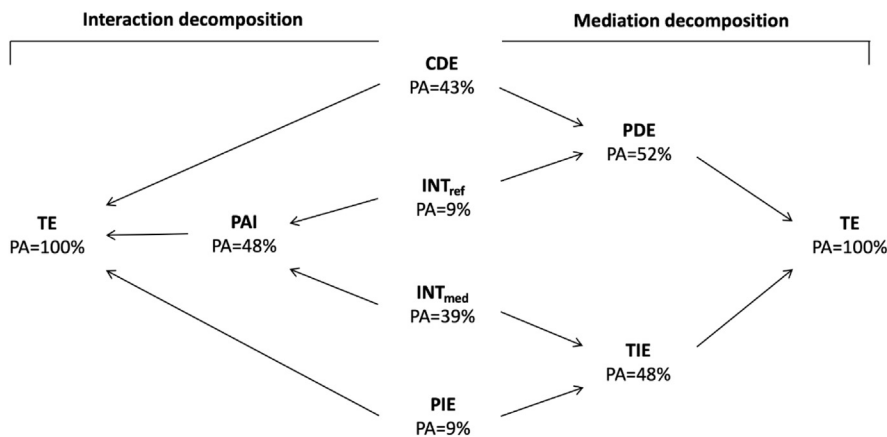 Interaction decomposition
Mediation decomposition
CDE
PA=43%
PDE
PA=52%
INTref
PA=9%
TE
PA=100%
PAI
PA=48%
TE
PA=100%
INTmed
PA=39%
TIE
PA=48%
PIE
PA=9%